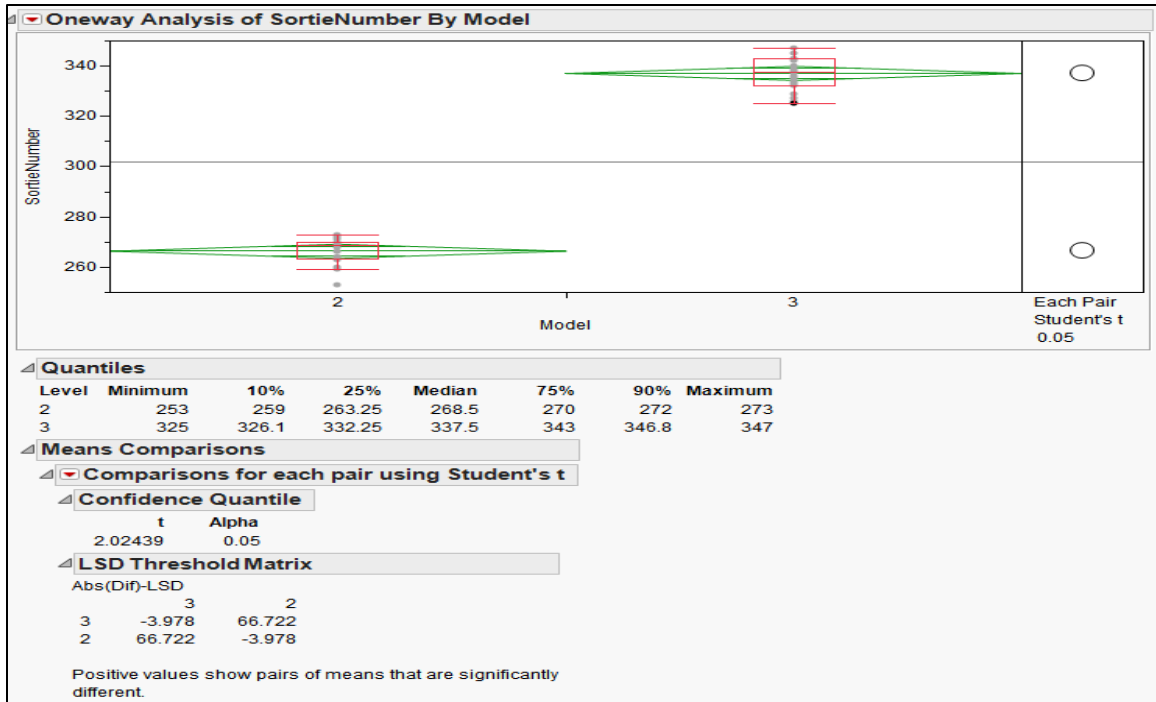 Oneway Analysis of SortieNumber By Model
340
320
300
280
260
SortieNumber
2 3
Model
Each Pair
Student's t
0.05
Quantiles
Level Minimum 10% 25% Median 75% 90% Maximum
2 253 259 263.25 268.5 270 272 273
3 325 326.1 332.25 337.5 343 346.8 347
Means Comparisons
Comparisons for each pair using Student's t
Confidence Quantile
t Alpha
2.02439 0.05
LSD Threshold Matrix
Abs(Dif)-LSD
3 2
3 -3.978 66.722
2 66.722 -3.978
Positive values show pairs of means that are significantly
different.